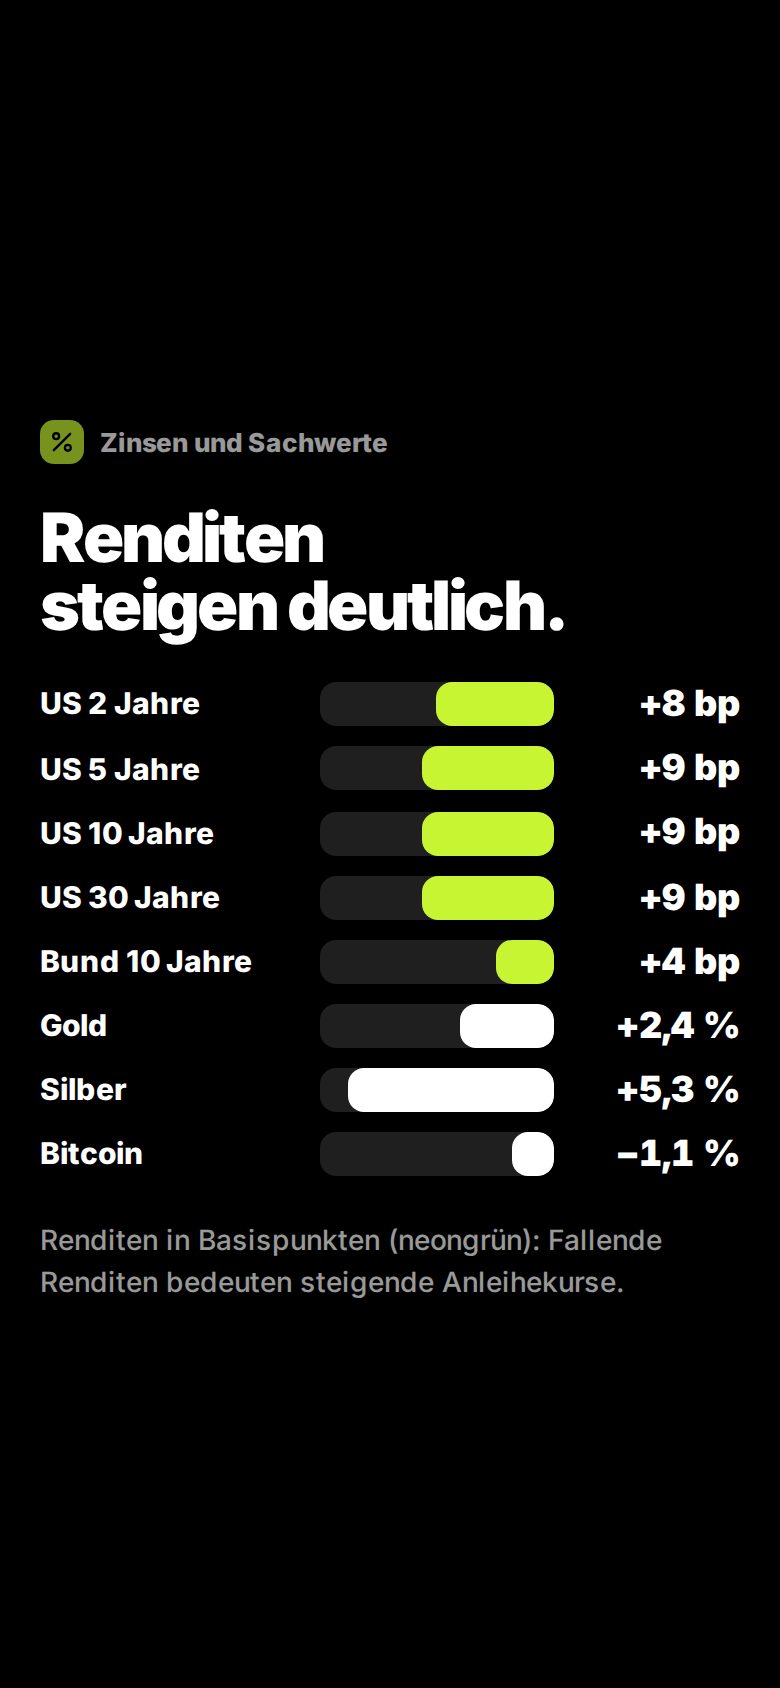 %
Zinsen und Sachwerte
Renditen
steigen deutlich.
US 2 Jahre +8 bp
US 5 Jahre +9 bp
US 10 Jahre +9 bp
US 30 Jahre +9 bp
Bund 10 Jahre +4 bp
Gold +2,4 %
Silber +5,3 %
Bitcoin −1,1 %
Renditen in Basispunkten (neongrün): Fallende
Renditen bedeuten steigende Anleihekurse.